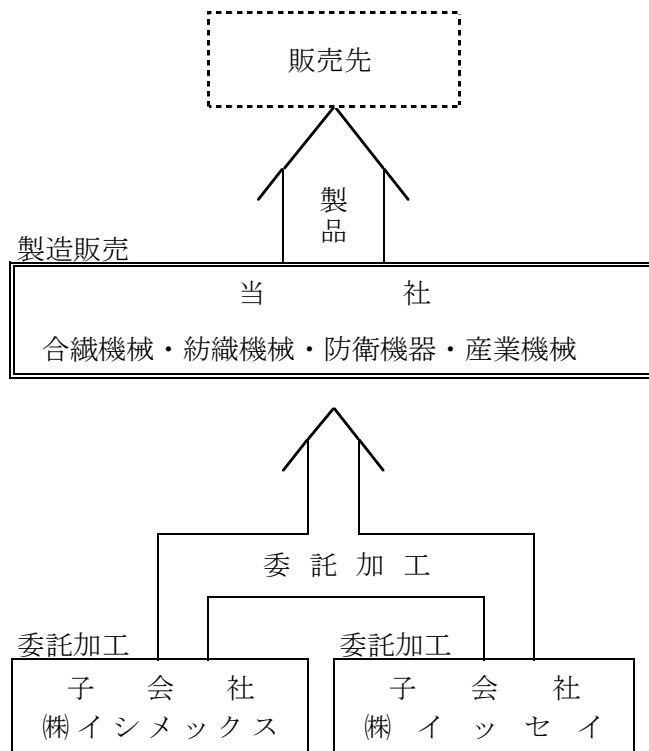 販売先
製
品
製造販売
当 社
合繊機械・紡織機械・防衛機器・産業機械
委託加工
委託加工 委託加工
子会社 子会社
㈱イシメックス ㈱イッセイ